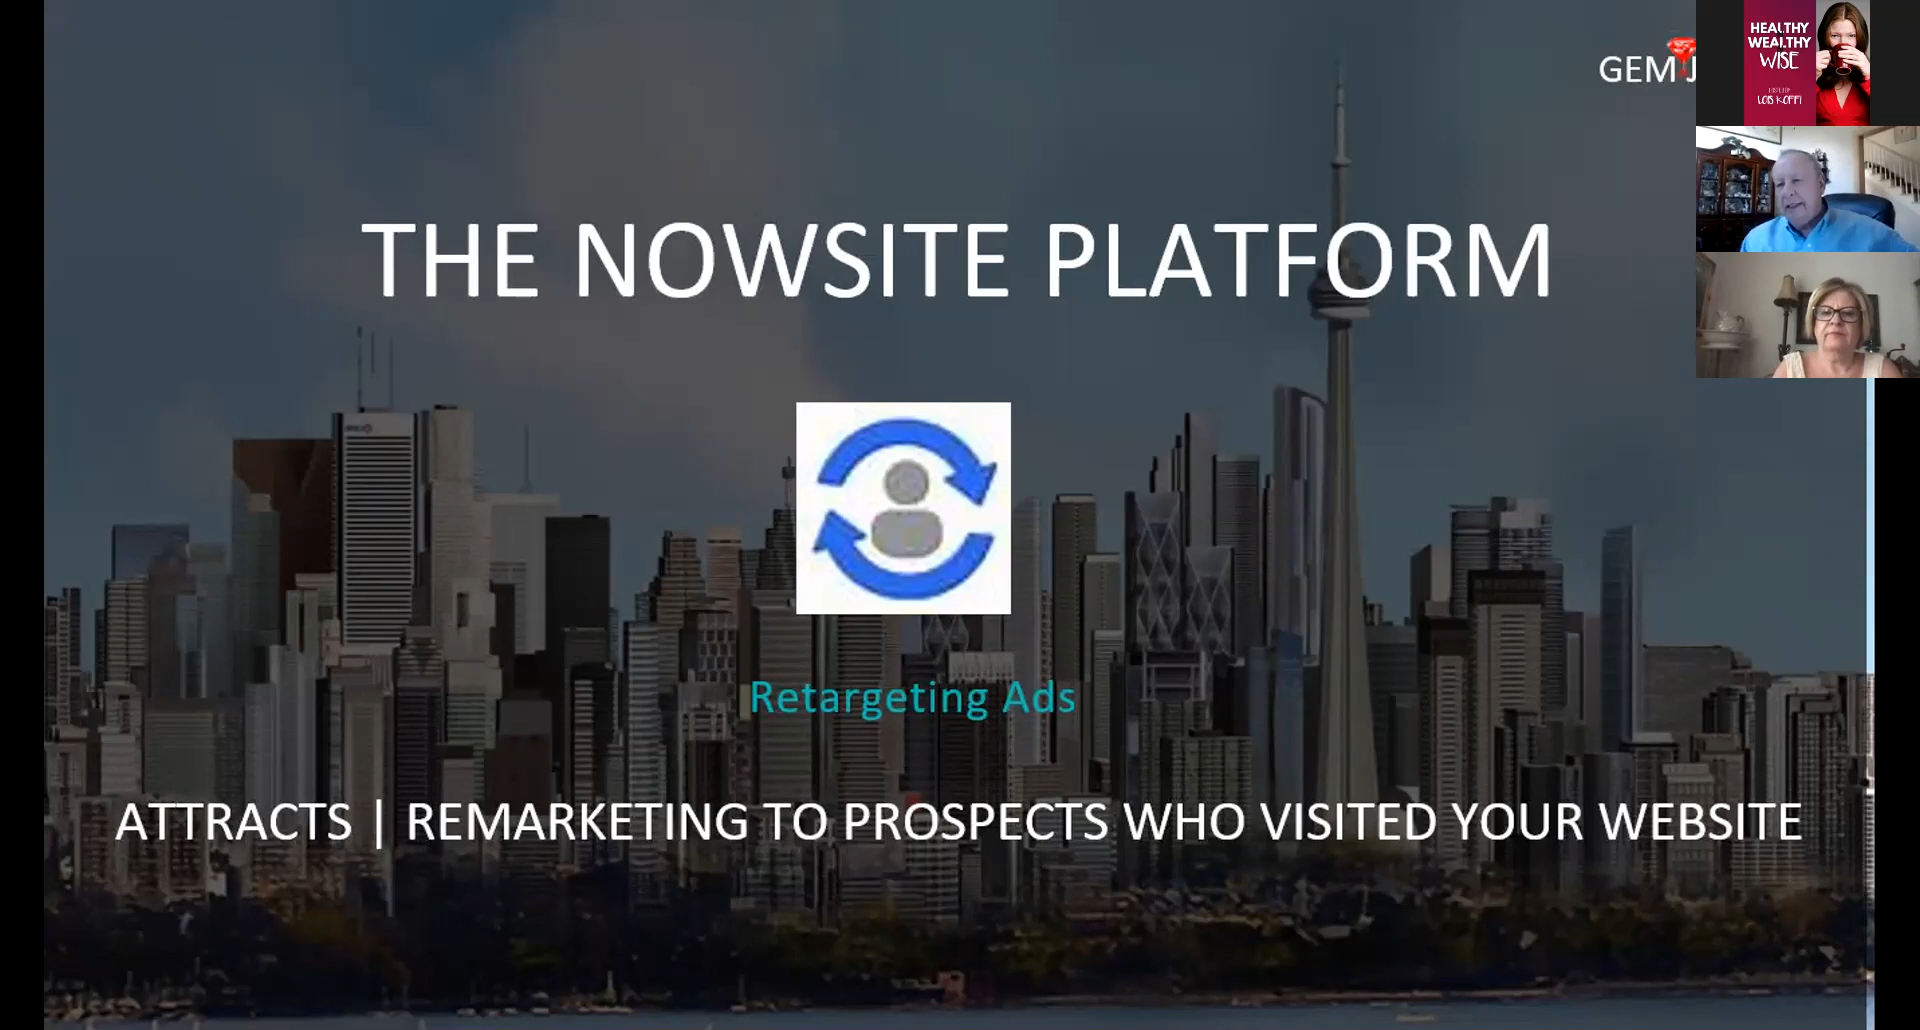 GEM J
HEALTHY
WEALTHY
WISE
LOIS KOFFI
THE NOWSITE PLATFORM
Retargeting Ads
ATTRACTS | REMARKETING TO PROSPECTS WHO VISITED YOUR WEBSITE